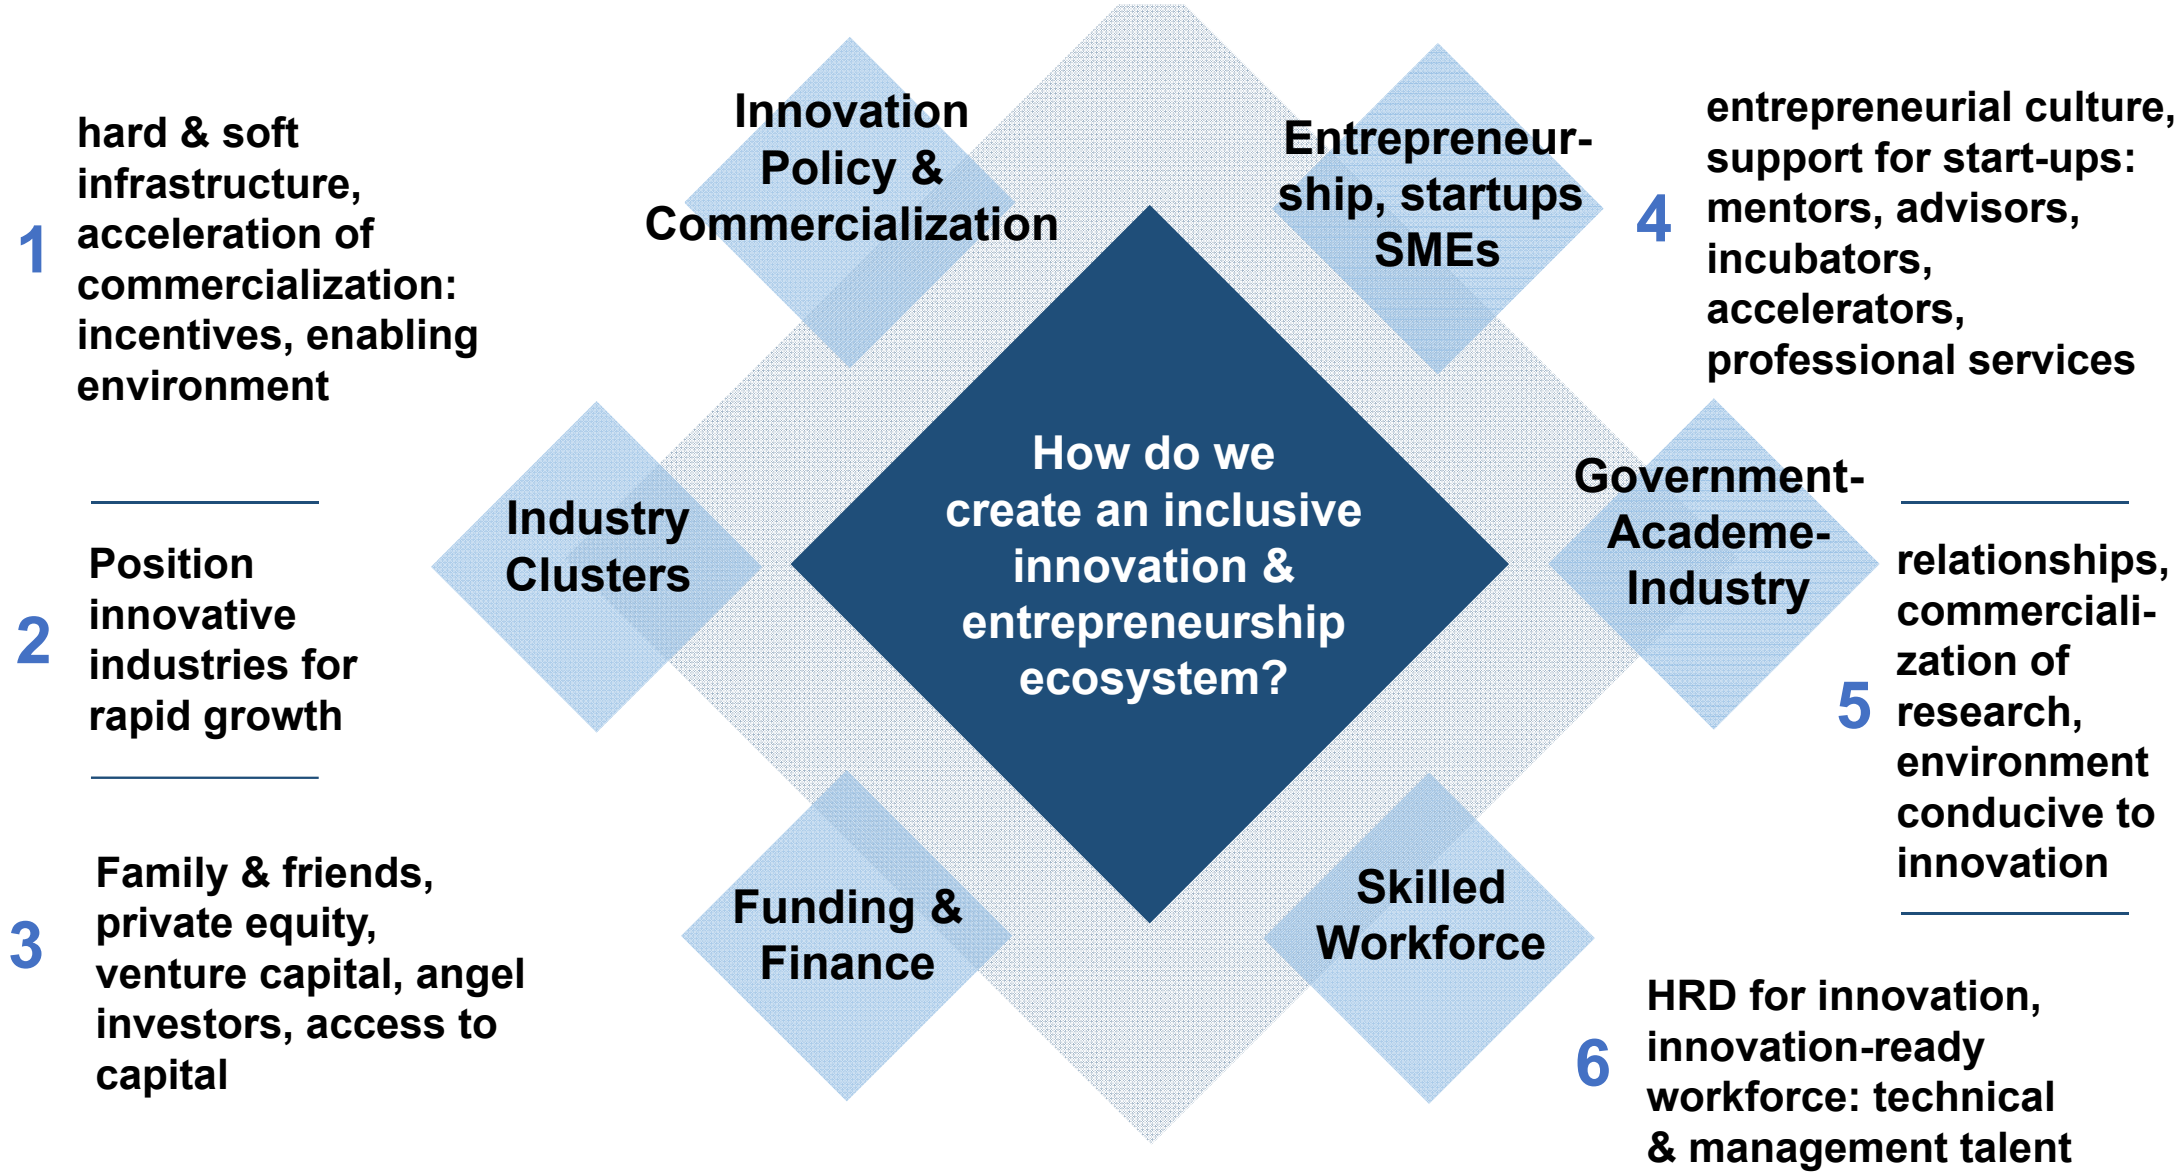 1
hard & soft
infrastructure,
acceleration of
commercialization:
incentives, enabling
environment
Innovation
Policy &
Commercialization
2
Position
innovative
industries for
rapid growth
Industry
Clusters
3
Family & friends,
private equity,
venture capital, angel
investors, access to
capital
Funding &
Finance
How do we
create an inclusive
innovation &
entrepreneurship
ecosystem?
Entrepreneur-
ship, startups
SMEs
4
entrepreneurial culture,
support for start-ups:
mentors, advisors,
incubators,
accelerators,
professional services
Government-
Academe-
Industry
5
relationships,
commerciali-
zation of
research,
environment
conducive to
innovation
Skilled
Workforce
6
HRD for innovation,
innovation-ready
workforce: technical
& management talent